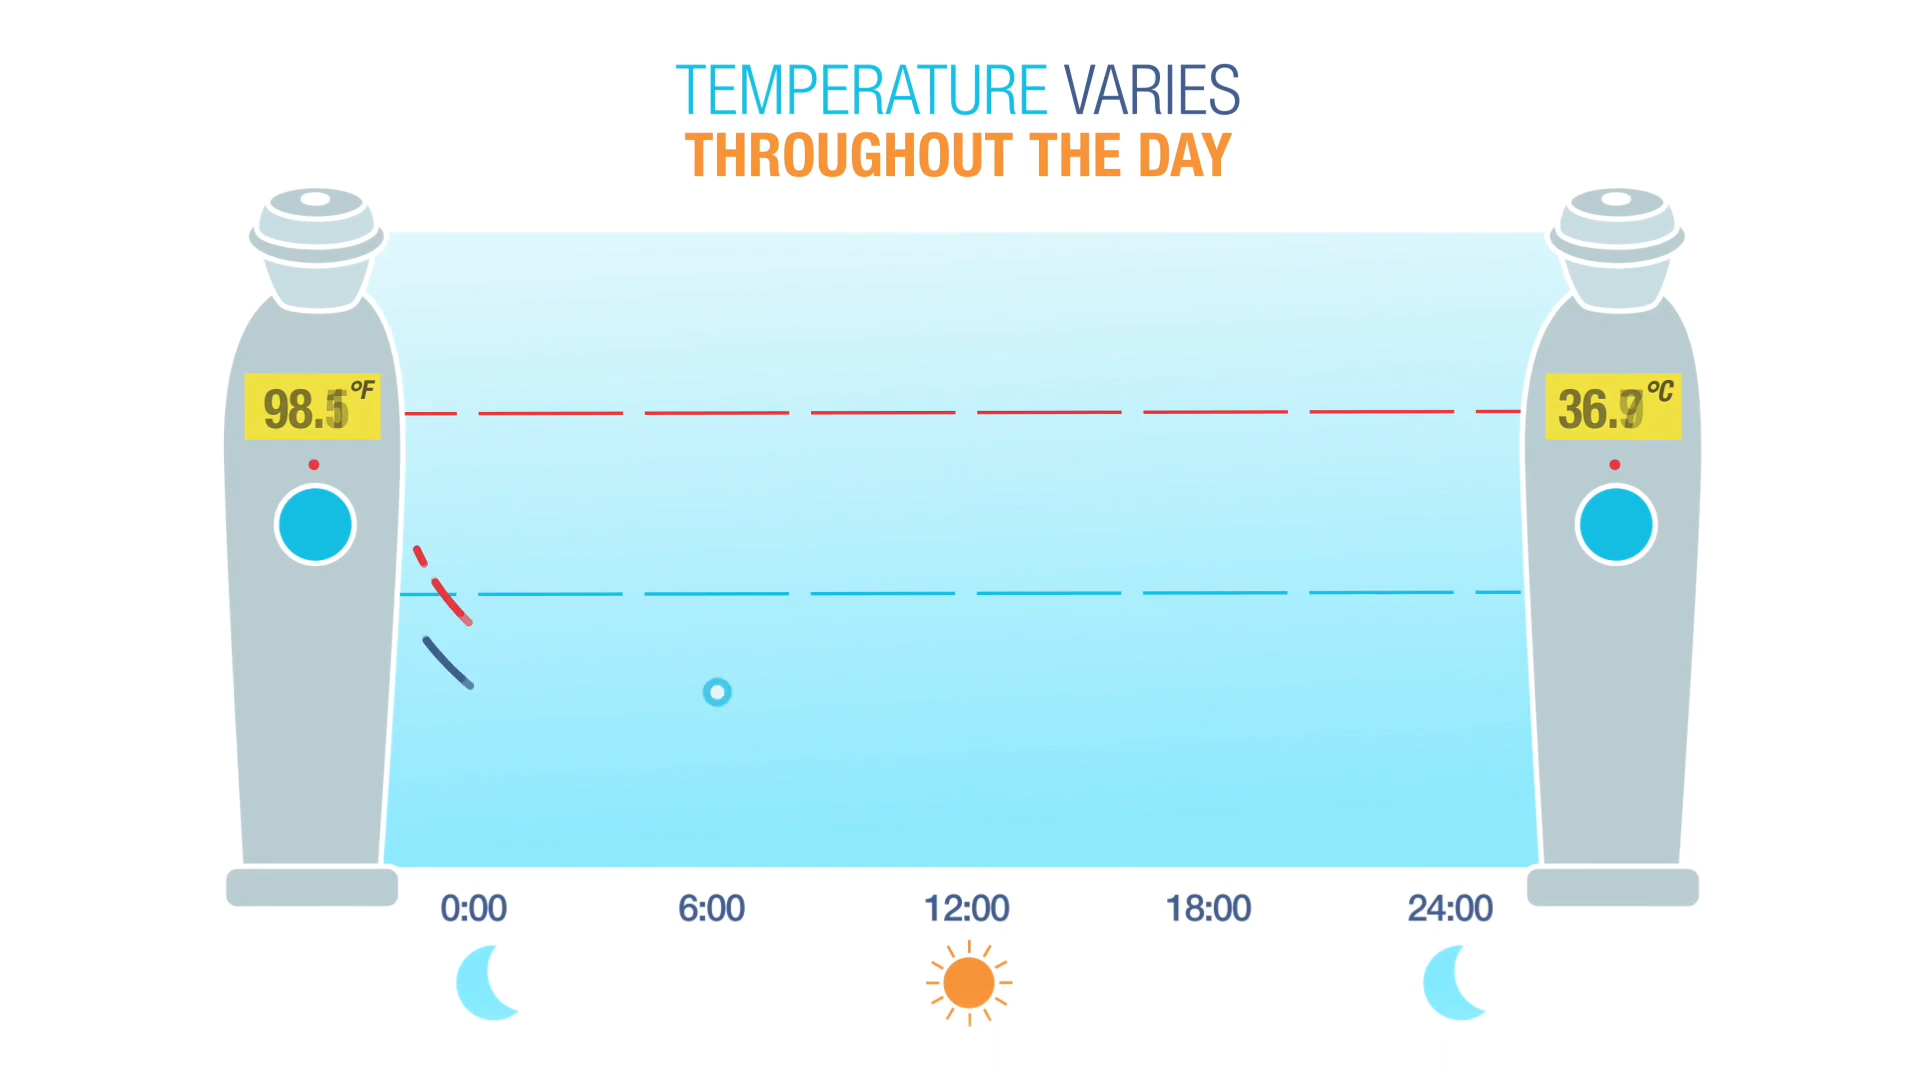 TEMPERATURE VARIES
THROUGHOUT THE DAY
°F
°C
0:00
6:00
12:00
18:00
24:00